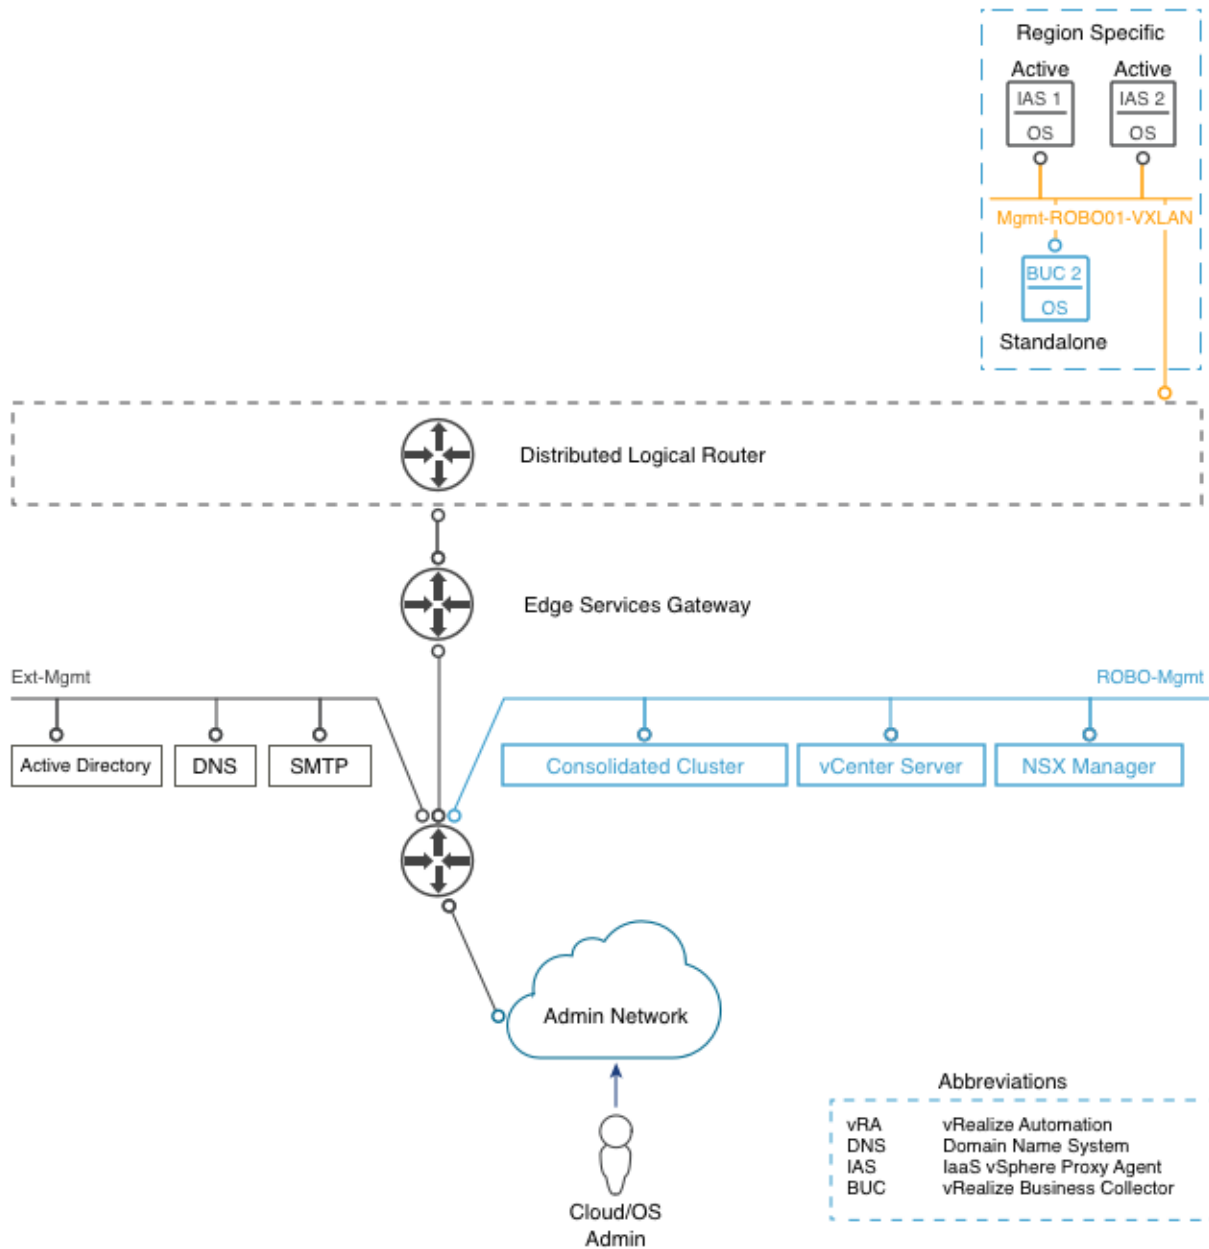 Region Specific
Active Active
IAS 1 IAS 2
OS OS
Mgmt-ROBO01-VXLAN
BUC 2
OS
Standalone
Distributed Logical Router
Edge Services Gateway
Ext-Mgmt ROBO-Mgmt
Active Directory DNS SMTP Consolidated Cluster vCenter Server NSX Manager
Admin Network
Cloud/OS
Admin
Abbreviations
vRA vRealize Automation
DNS Domain Name System
IAS IaaS vSphere Proxy Agent
BUC vRealize Business Collector